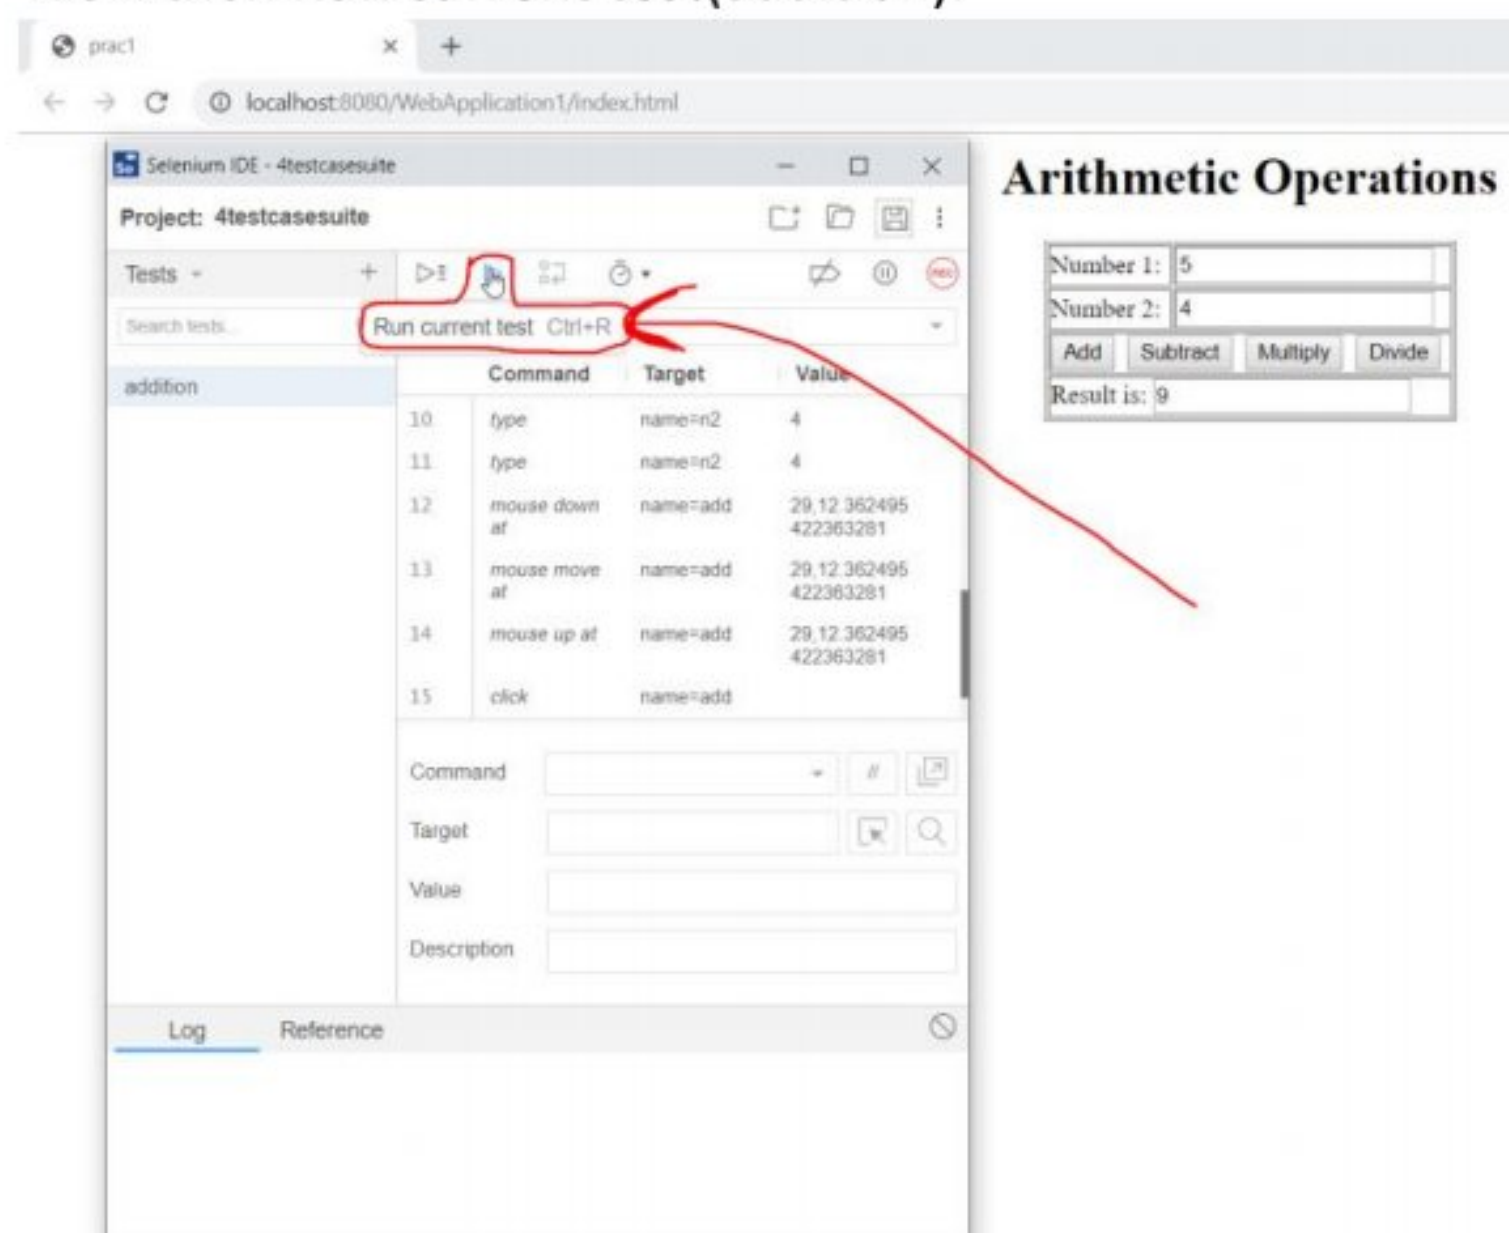 prac1
localhost:8080/WebApplication1/index.html
Selenium IDE - 4testcasesuite
Project: 4testcasesuite
Tests
Search tests...
Run current test Ctrl+R
addition
Command Target Value
10 type name=n2 4
11 type name=n2 4
12 mouse down at name=add 29,12.362495422363281
13 mouse move at name=add 29,12.362495422363281
14 mouse up at name=add 29,12.362495422363281
15 click name=add
Command
//
Target
Value
Description
Log Reference
Arithmetic Operations
Number 1: 5
Number 2: 4
Add Subtract Multiply Divide
Result is: 9